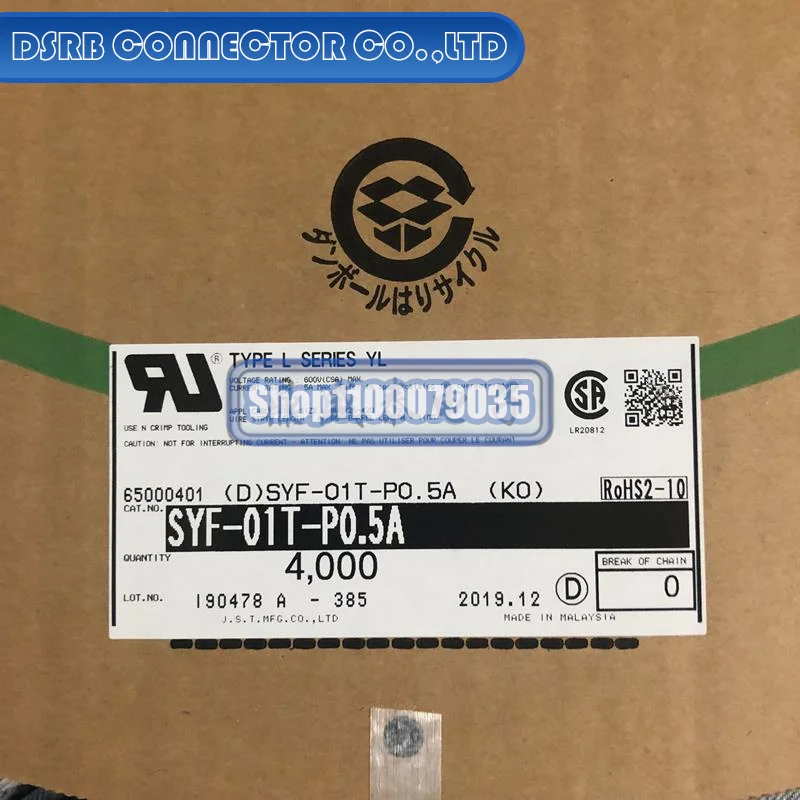 DSRB CONNECTOR CO.,LTD
ダンボールはリサイクル
TYPE L SERIES YL
VOLTAGE RATING 600V(CSA) MAX.
Shop1103079035
USE N CRIMP TOOLING
CAUTION: NOT FOR INTERRUPTING CURRENT - ATTENTION : NE PAS UTILISER POUR COUPER LE COURANT
LR20812
65000401 (D)SYF-01T-P0.5A (K0) RoHS2-10
CAT.NO. SYF-01T-P0.5A
QUANTITY 4,000
BREAK OF CHAIN
0
LOT.NO. I90478 A - 385 2019.12 D
J.S.T.MFG.CO.,LTD MADE IN MALAYSIA